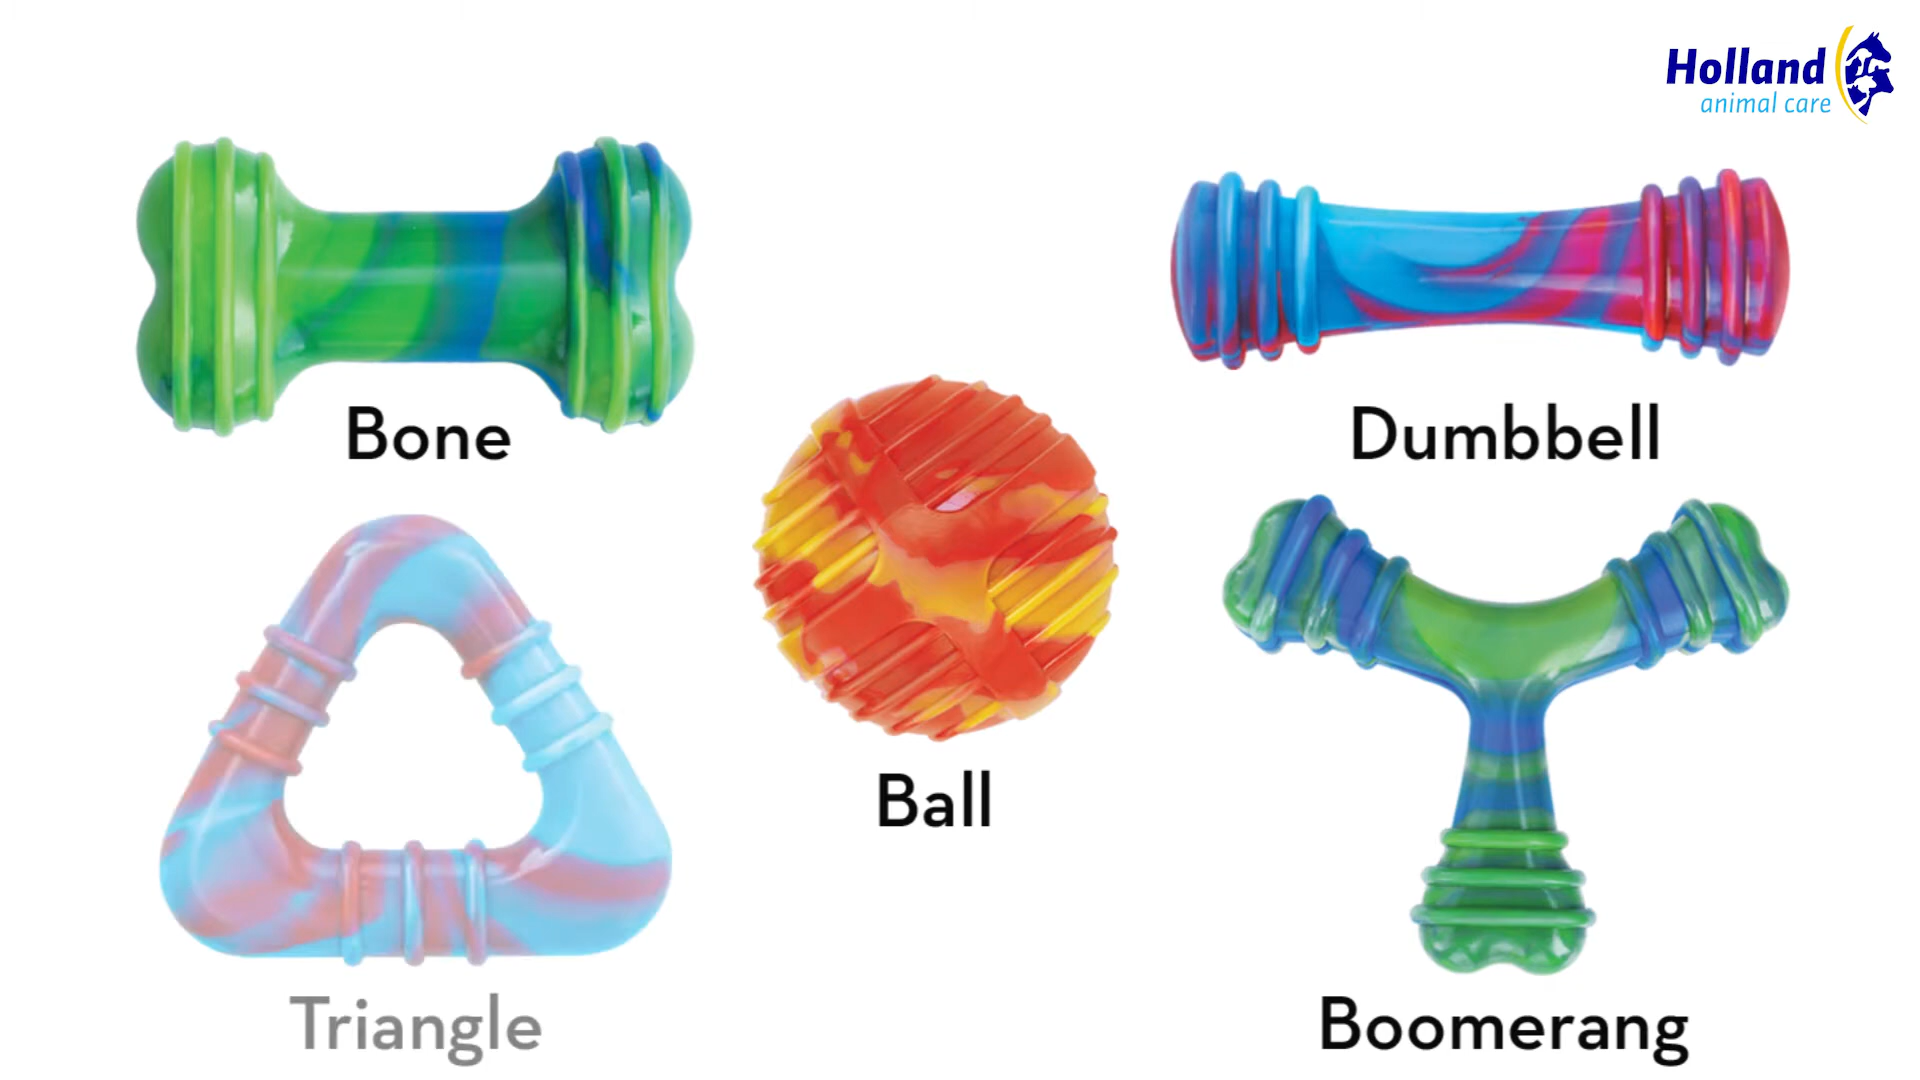 Holland
animal care
Bone
Dumbbell
Ball
Triangle
Boomerang